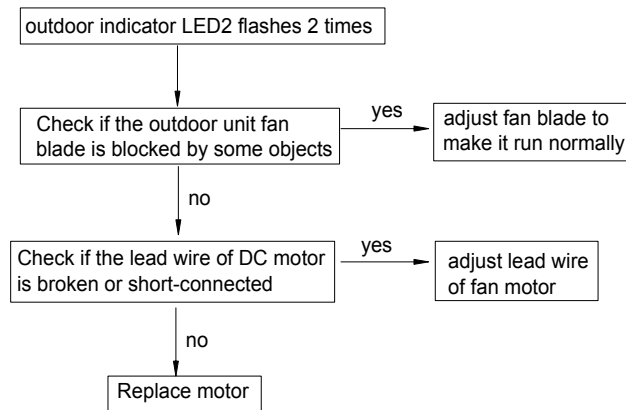 outdoor indicator LED2 flashes 2 times
Check if the outdoor unit fan
blade is blocked by some objects
yes
adjust fan blade to
make it run normally
no
Check if the lead wire of DC motor
is broken or short-connected
yes
adjust lead wire
of fan motor
no
Replace motor